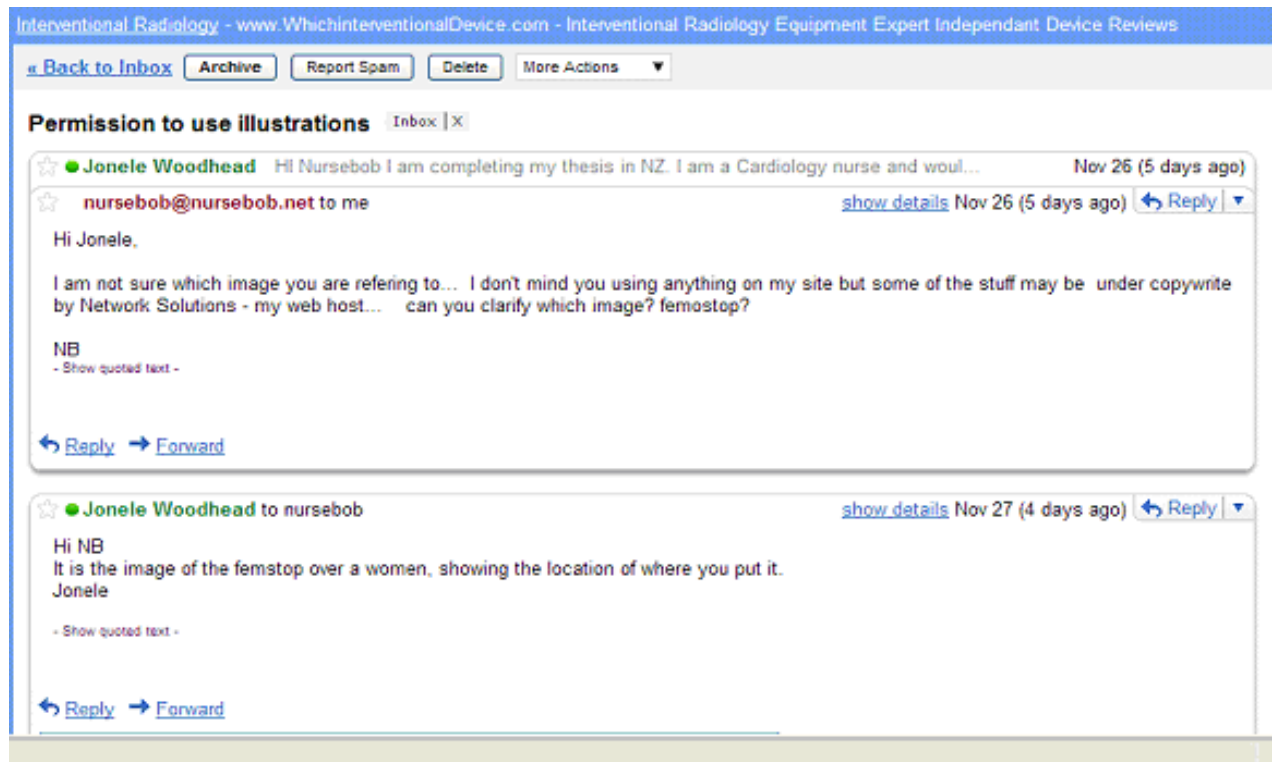 Interventional Radiology - www.WhichinterventionalDevice.com - Interventional Radiology Equipment Expert Independant Device Reviews
« Back to Inbox Archive Report Spam Delete More Actions
Permission to use illustrations Inbox X
Jonele Woodhead HI Nursebob I am completing my thesis in NZ. I am a Cardiology nurse and woul... Nov 26 (5 days ago)
nursebob@nursebob.net to me show details Nov 26 (5 days ago) Reply
Hi Jonele,
I am not sure which image you are refering to... I don't mind you using anything on my site but some of the stuff may be under copywrite
by Network Solutions - my web host... can you clarify which image? femostop?
NB
- Show quoted text -
Reply Forward
Jonele Woodhead to nursebob show details Nov 27 (4 days ago) Reply
Hi NB
It is the image of the femstop over a women, showing the location of where you put it.
Jonele
- Show quoted text -
Reply Forward